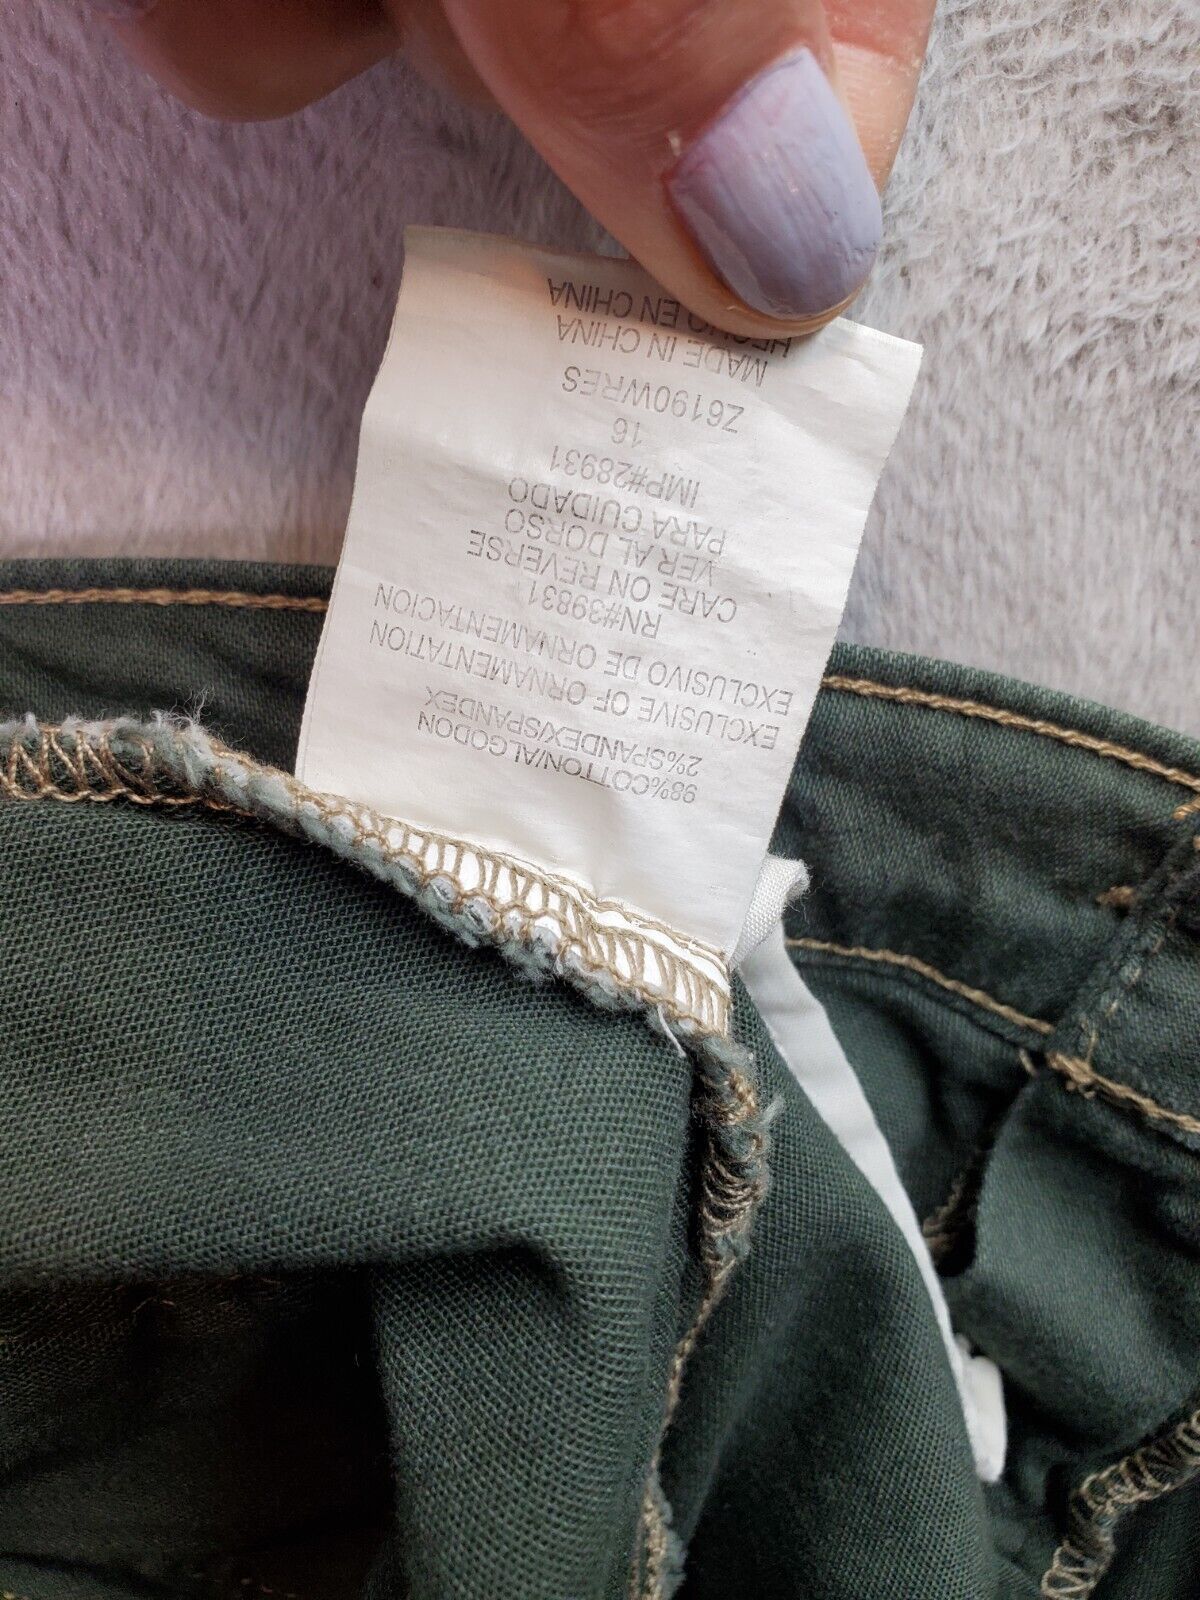 98%COTTON/ALGODON
2%SPANDEX/SPANDEX
EXCLUSIVE OF ORNAMENTATION
EXCLUSIVO DE ORNAMENTACION
RN#39831
CARE ON REVERSE
VER AL DORSO
PARA CUIDADO
IMP#28931
16
Z6190WRES
MADE IN CHINA
HECHO EN CHINA